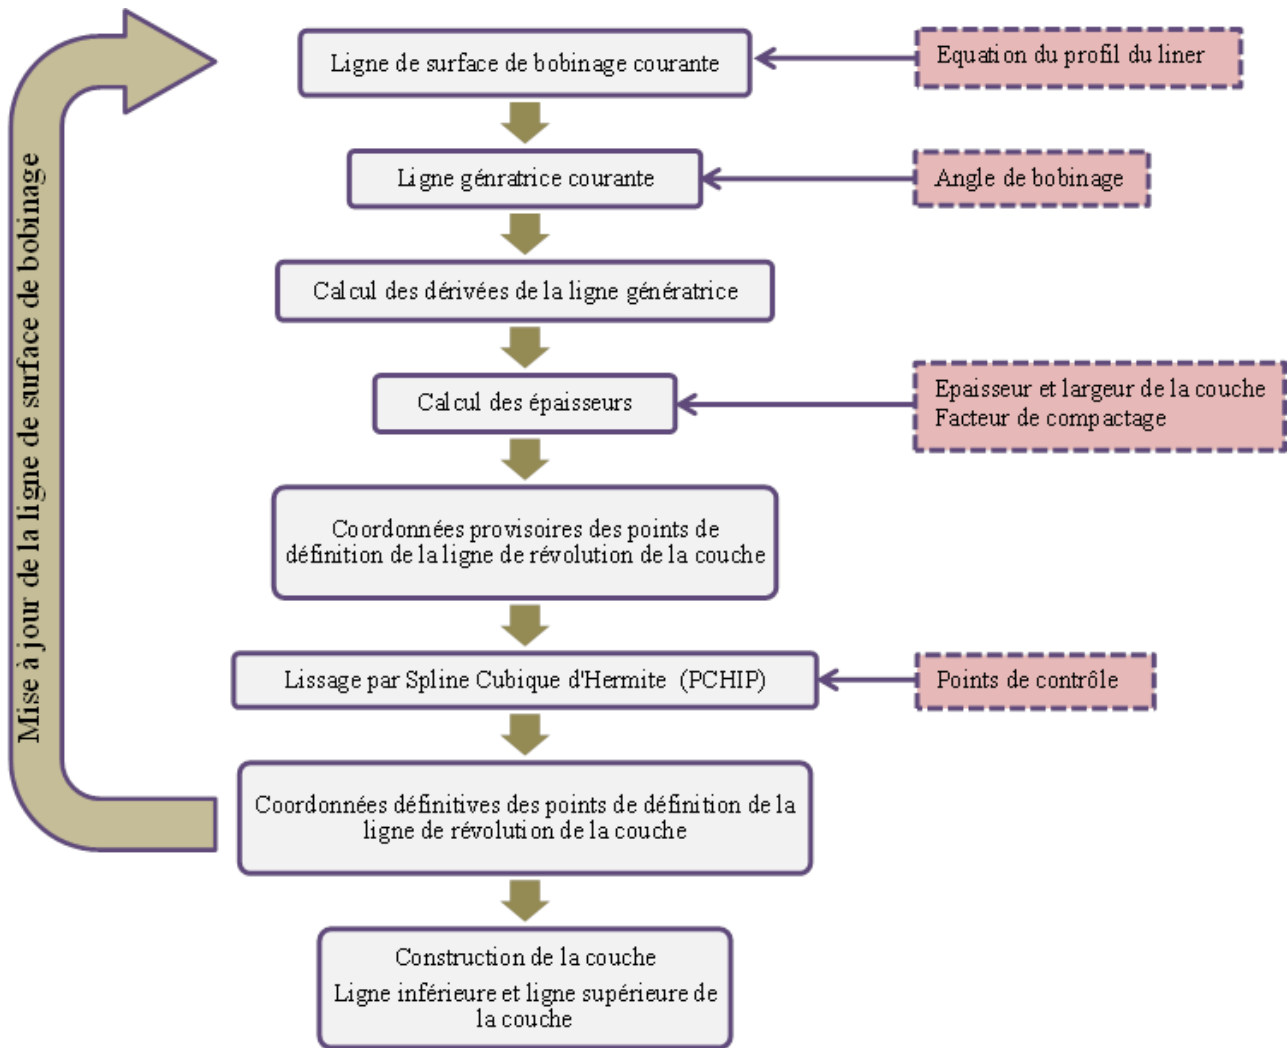 Ligne de surface de bobinage courante
Equation du profil du liner
Ligne génratrice courante
Angle de bobinage
Calcul des dérivées de la ligne génératrice
Calcul des épaisseurs
Epaisseur et largeur de la couche
Facteur de compactage
Coordonnées provisoires des points de
définition de la ligne de révolution de la couche
Lissage par Spline Cubique d'Hermite (PCHIP)
Points de contrôle
Coordonnées définitives des points de définition de la
ligne de révolution de la couche
Construction de la couche
Ligne inférieure et ligne supérieure de
la couche
Mise à jour de la ligne de surface de bobinage